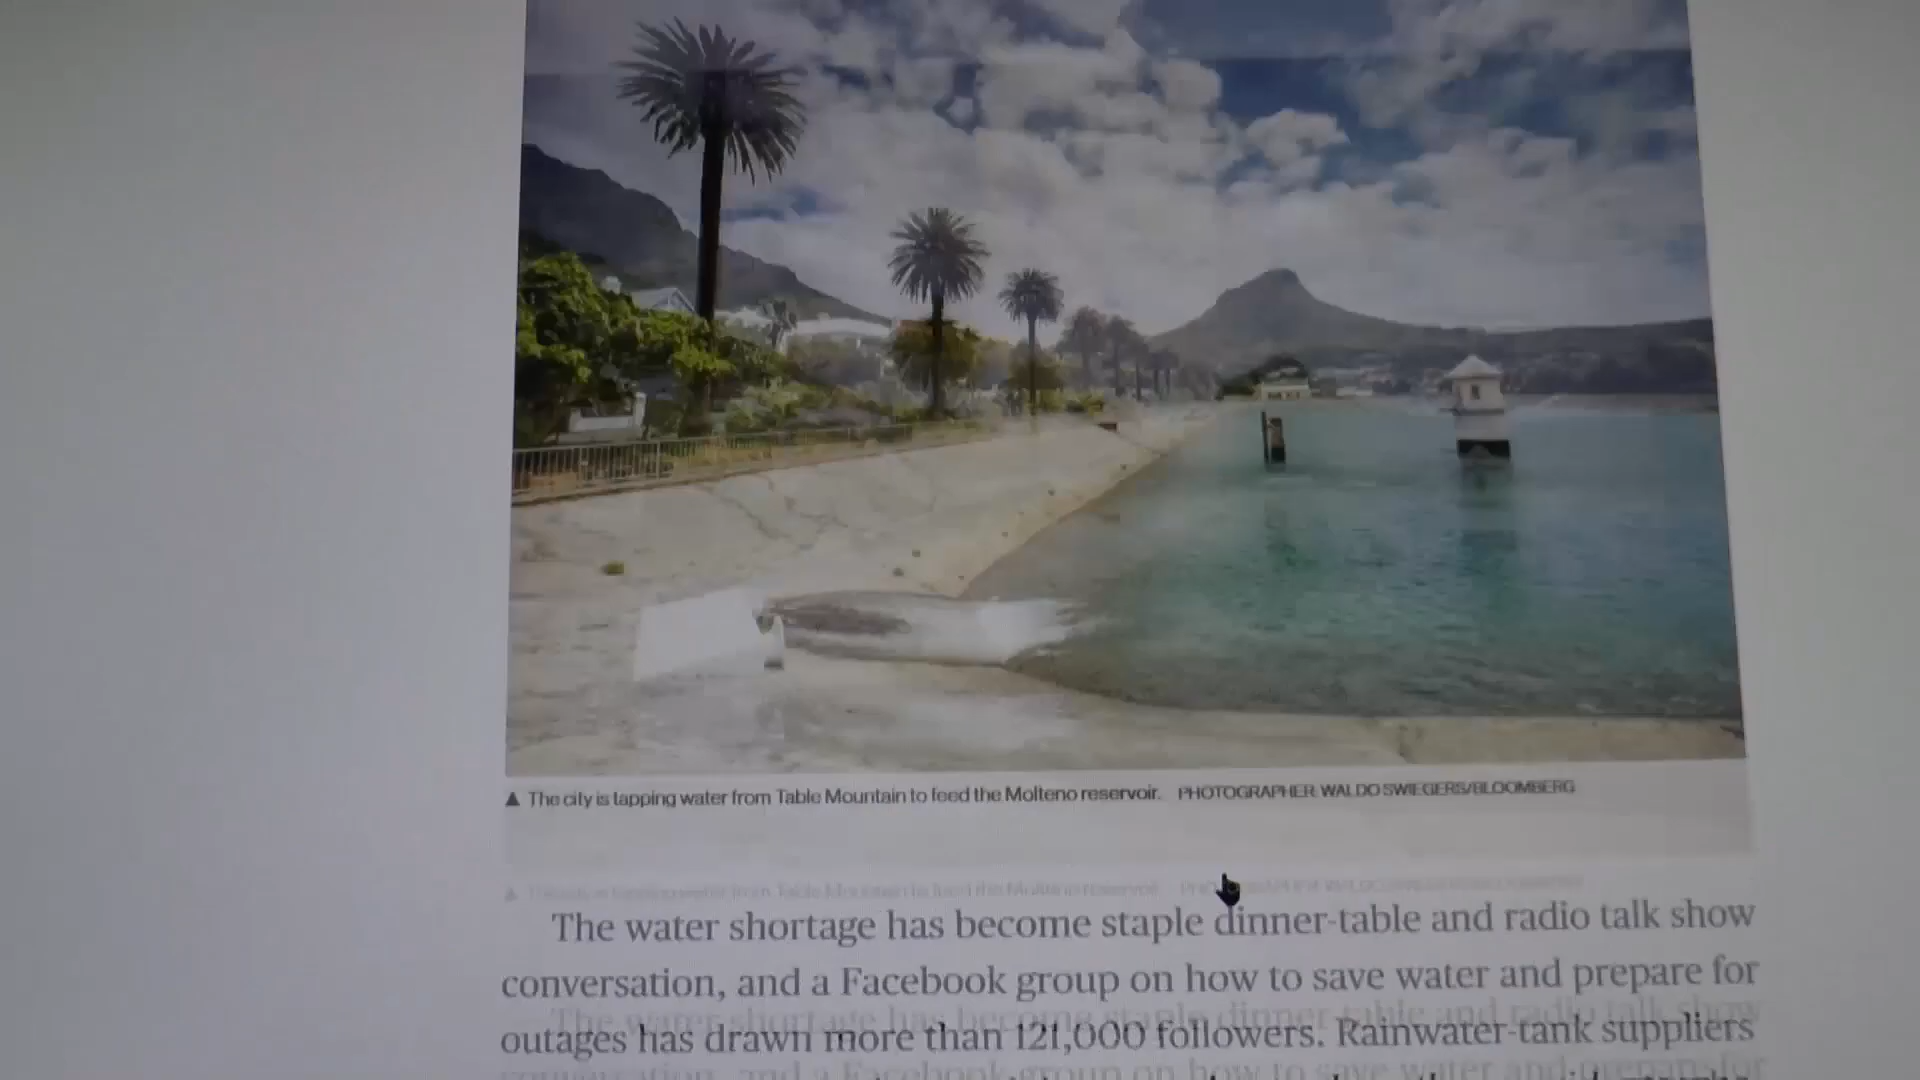 ▲ The city is tapping water from Table Mountain to feed the Molteno reservoir. PHOTOGRAPHER: WALDO SWIEGERS/BLOOMBERG
The water shortage has become staple dinner-table and radio talk show
conversation, and a Facebook group on how to save water and prepare for
outages has drawn more than 121,000 followers. Rainwater-tank suppliers